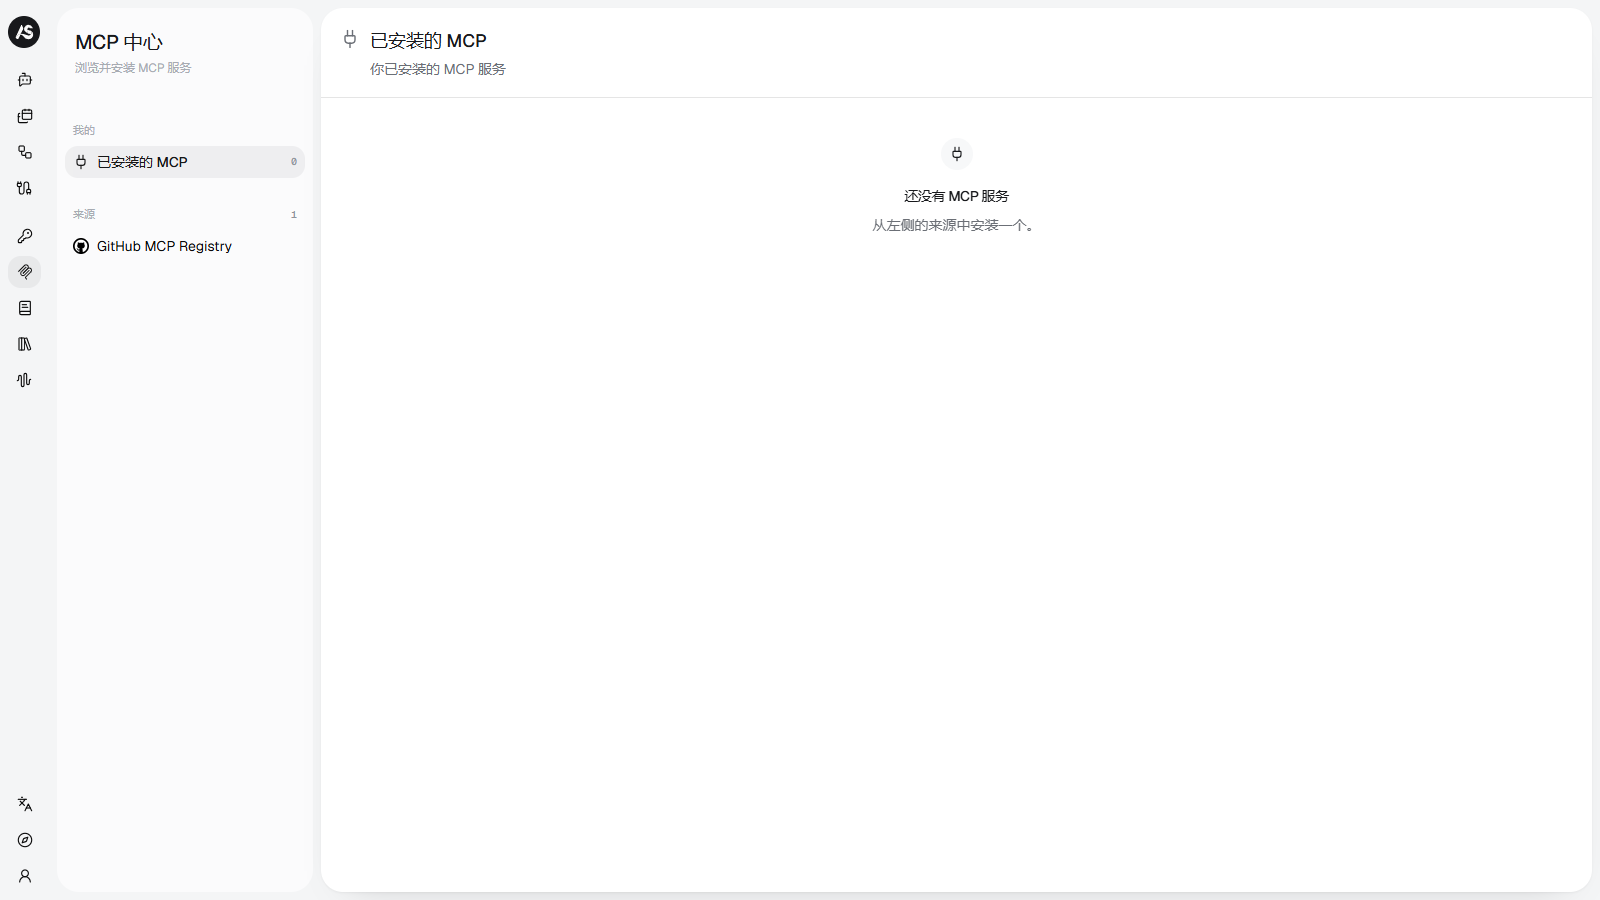 MCP 中心
浏览并安装 MCP 服务
我的
已安装的 MCP 0
来源 1
GitHub MCP Registry
已安装的 MCP
你已安装的 MCP 服务
还没有 MCP 服务
从左侧的来源中安装一个。